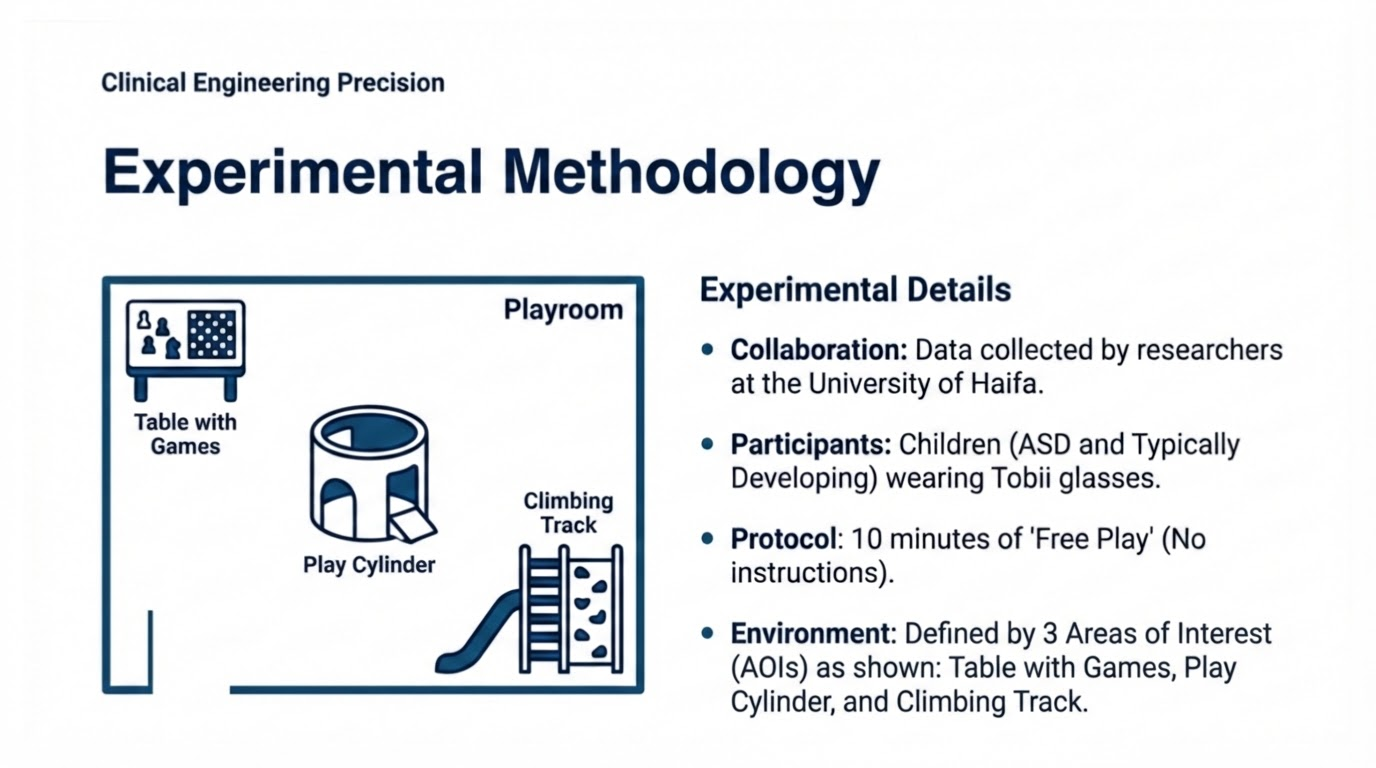 Clinical Engineering Precision
Experimental Methodology
Playroom
Table with
Games
Play Cylinder
Climbing
Track
Experimental Details
• Collaboration: Data collected by researchers
at the University of Haifa.
• Participants: Children (ASD and Typically
Developing) wearing Tobii glasses.
• Protocol: 10 minutes of 'Free Play' (No
instructions).
• Environment: Defined by 3 Areas of Interest
(AOIs) as shown: Table with Games, Play
Cylinder, and Climbing Track.